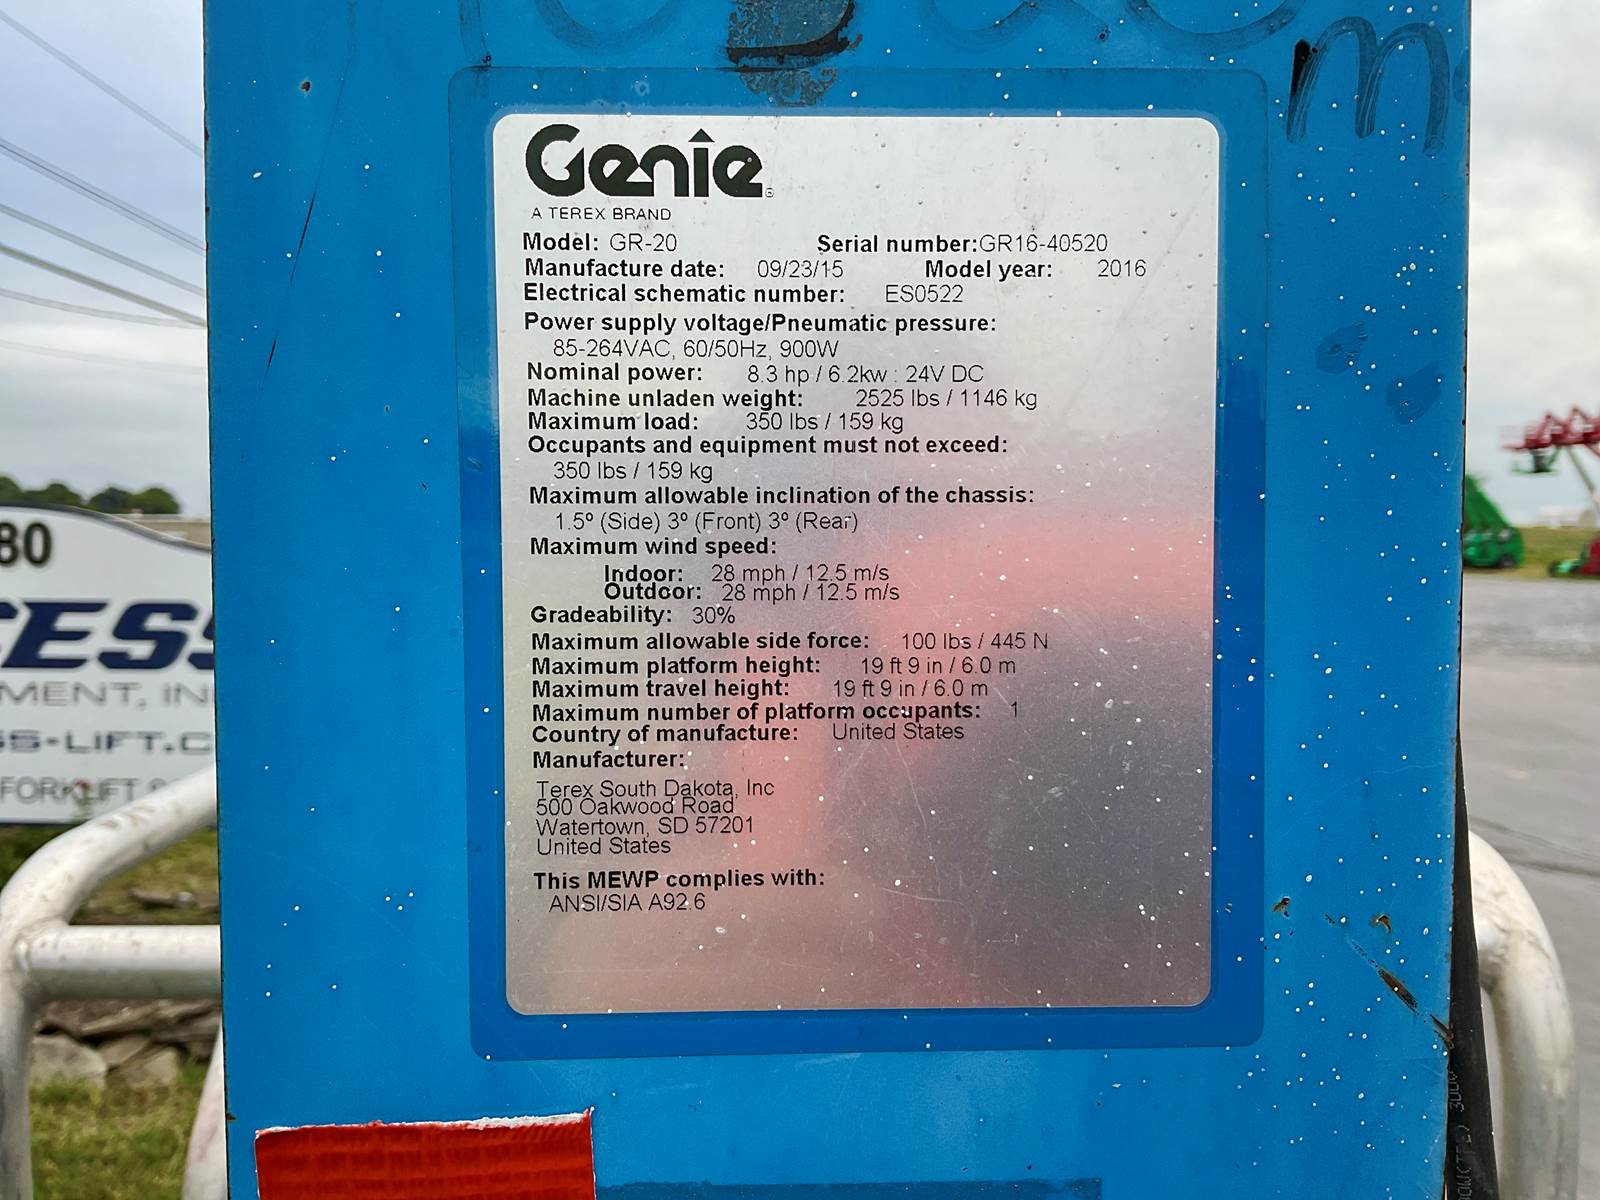 m
Genie
A TEREX BRAND
Model: GR-20 Serial number:GR16-40520
Manufacture date: 09/23/15 Model year: 2016
Electrical schematic number: ES0522
Power supply voltage/Pneumatic pressure:
85-264VAC, 60/50Hz, 900W
Nominal power: 8.3 hp / 6.2kw : 24V DC
Machine unladen weight: 2525 lbs / 1146 kg
Maximum load: 350 lbs / 159 kg
Occupants and equipment must not exceed:
350 lbs / 159 kg
Maximum allowable inclination of the chassis:
1.5º (Side) 3º (Front) 3º (Rear)
Maximum wind speed:
Indoor: 28 mph / 12.5 m/s
Outdoor: 28 mph / 12.5 m/s
Gradeability: 30%
Maximum allowable side force: 100 lbs / 445 N
Maximum platform height: 19 ft 9 in / 6.0 m
Maximum travel height: 19 ft 9 in / 6.0 m
Maximum number of platform occupants: 1
Country of manufacture: United States
Manufacturer:
Terex South Dakota, Inc
500 Oakwood Road
Watertown, SD 57201
United States
This MEWP complies with:
ANSI/SIA A92.6
80
CESS
MENT, IN
SS-LIFT.C
FORKLIFT